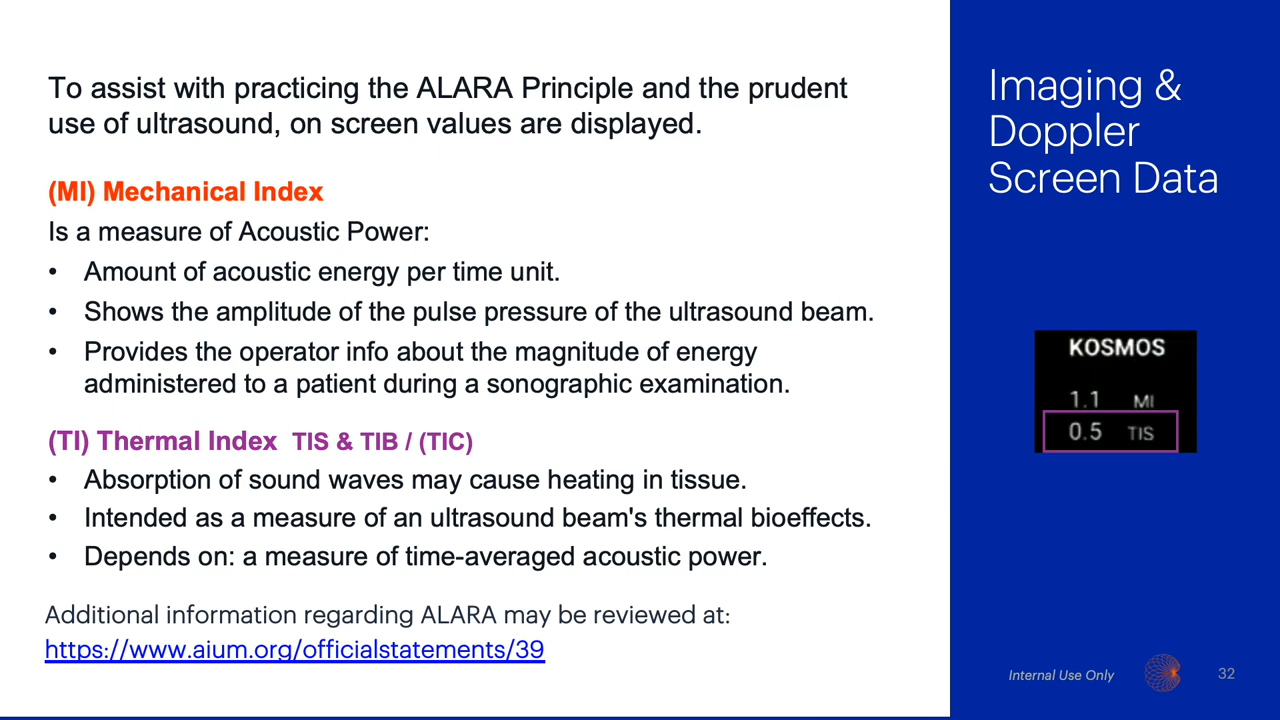 To assist with practicing the ALARA Principle and the prudent
use of ultrasound, on screen values are displayed.
(MI) Mechanical Index
Is a measure of Acoustic Power:
• Amount of acoustic energy per time unit.
• Shows the amplitude of the pulse pressure of the ultrasound beam.
• Provides the operator info about the magnitude of energy
administered to a patient during a sonographic examination.
(TI) Thermal Index TIS & TIB / (TIC)
• Absorption of sound waves may cause heating in tissue.
• Intended as a measure of an ultrasound beam's thermal bioeffects.
• Depends on: a measure of time-averaged acoustic power.
Additional information regarding ALARA may be reviewed at:
https://www.aium.org/officialstatements/39
Imaging &
Doppler
Screen Data
KOSMOS
1.1 MI
0.5 TIS
Internal Use Only
32